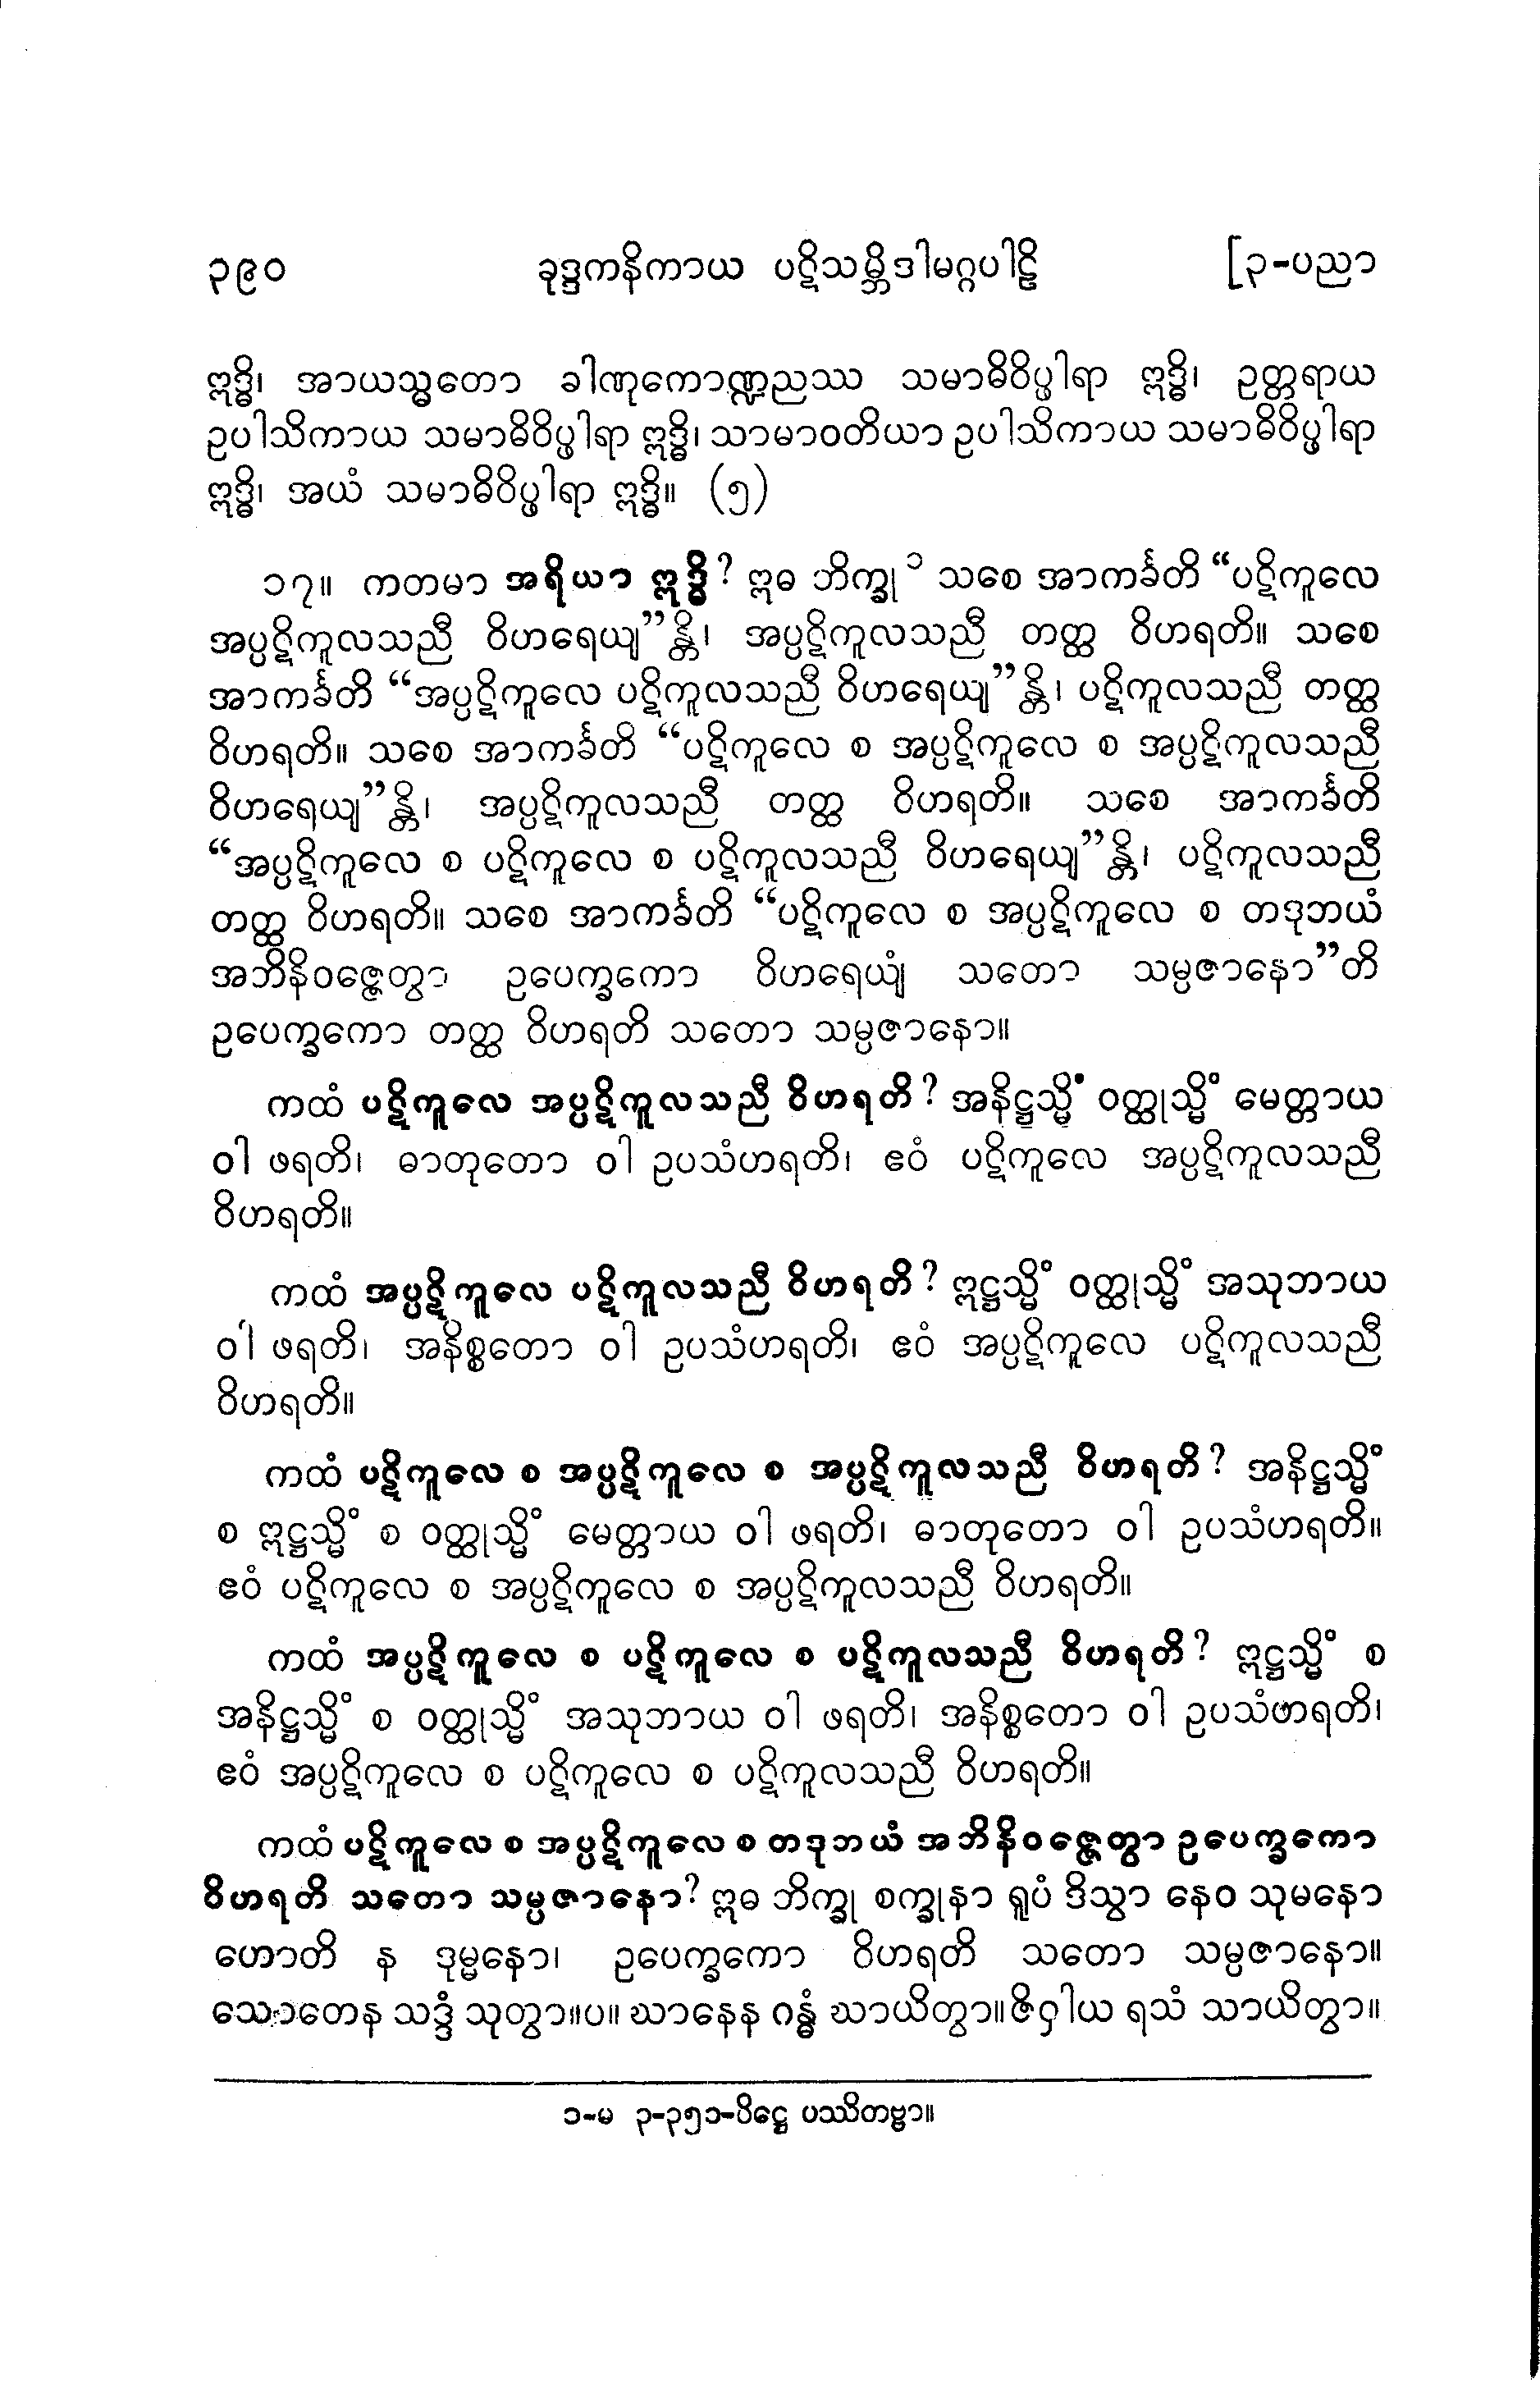 ၃၉၀ ခုဒ္ဒကနိကာယ ပဋိသမ္ဘိဒါမဂ္ဂပါဠိ [၃-ပညာ
ဣဒ္ဓိ၊ အာယသ္မတော ခါဏုကောဏ္ဍညဿ သမာဓိဝိပ္ဖါရာ ဣဒ္ဓိ၊ ဥတ္တရာယ
ဥပါသိကာယ သမာဓိဝိပ္ဖါရာ ဣဒ္ဓိ၊ သာမာဝတိယာ ဥပါသိကာယ သမာဓိဝိပ္ဖါရာ
ဣဒ္ဓိ၊ အယံ သမာဓိဝိပ္ဖါရာ ဣဒ္ဓိ။ (၅)
၁၇။ ကတမာ အရိယာ ဣဒ္ဓိ? ဣဓ ဘိက္ခု ၁ သစေ အာကင်္ခတိ “ပဋိကူလေ
အပ္ပဋိကူလသညီ ဝိဟရေယျ”န္တိ၊ အပ္ပဋိကူလသညီ တတ္ထ ဝိဟရတိ။ သစေ
အာကင်္ခတိ “အပ္ပဋိကူလေ ပဋိကူလသညီ ဝိဟရေယျ”န္တိ၊ ပဋိကူလသညီ တတ္ထ
ဝိဟရတိ။ သစေ အာကင်္ခတိ “ပဋိကူလေ စ အပ္ပဋိကူလေ စ အပ္ပဋိကူလသညီ
ဝိဟရေယျ”န္တိ၊ အပ္ပဋိကူလသညီ တတ္ထ ဝိဟရတိ။ သစေ အာကင်္ခတိ
“အပ္ပဋိကူလေ စ ပဋိကူလေ စ ပဋိကူလသညီ ဝိဟရေယျ”န္တိ၊ ပဋိကူလသညီ
တတ္ထ ဝိဟရတိ။ သစေ အာကင်္ခတိ “ပဋိကူလေ စ အပ္ပဋိကူလေ စ တဒုဘယံ
အဘိနိဝဇ္ဇေတွာ ဥပေက္ခကော ဝိဟရေယျံ သတော သမ္ပဇာနော”တိ
ဥပေက္ခကော တတ္ထ ဝိဟရတိ သတော သမ္ပဇာနော။
ကထံ ပဋိကူလေ အပ္ပဋိကူလသညီ ဝိဟရတိ? အနိဋ္ဌသ္မိံ ဝတ္ထုသ္မိံ မေတ္တာယ
ဝါ ဖရတိ၊ ဓာတုတော ဝါ ဥပသံဟရတိ၊ ဧဝံ ပဋိကူလေ အပ္ပဋိကူလသညီ
ဝိဟရတိ။
ကထံ အပ္ပဋိကူလေ ပဋိကူလသညီ ဝိဟရတိ? ဣဋ္ဌသ္မိံ ဝတ္ထုသ္မိံ အသုဘာယ
ဝါ ဖရတိ၊ အနိစ္စတော ဝါ ဥပသံဟရတိ၊ ဧဝံ အပ္ပဋိကူလေ ပဋိကူလသညီ
ဝိဟရတိ။
ကထံ ပဋိကူလေ စ အပ္ပဋိကူလေ စ အပ္ပဋိကူလသညီ ဝိဟရတိ? အနိဋ္ဌသ္မိံ
စ ဣဋ္ဌသ္မိံ စ ဝတ္ထုသ္မိံ မေတ္တာယ ဝါ ဖရတိ၊ ဓာတုတော ဝါ ဥပသံဟရတိ။
ဧဝံ ပဋိကူလေ စ အပ္ပဋိကူလေ စ အပ္ပဋိကူလသညီ ဝိဟရတိ။
ကထံ အပ္ပဋိကူလေ စ ပဋိကူလေ စ ပဋိကူလသညီ ဝိဟရတိ? ဣဋ္ဌသ္မိံ စ
အနိဋ္ဌသ္မိံ စ ဝတ္ထုသ္မိံ အသုဘာယ ဝါ ဖရတိ၊ အနိစ္စတော ဝါ ဥပသံဟရတိ၊
ဧဝံ အပ္ပဋိကူလေ စ ပဋိကူလေ စ ပဋိကူလသညီ ဝိဟရတိ။
ကထံ ပဋိကူလေ စ အပ္ပဋိကူလေ စ တဒုဘယံ အဘိနိဝဇ္ဇေတွာ ဥပေက္ခကော
ဝိဟရတိ သတော သမ္ပဇာနော? ဣဓ ဘိက္ခု စက္ခုနာ ရူပံ ဒိသွာ နေဝ သုမနော
ဟောတိ န ဒုမ္မနော၊ ဥပေက္ခကော ဝိဟရတိ သတော သမ္ပဇာနော။
သောတေန သဒ္ဒံ သုတွာ။ပ။ ဃာနေန ဂန္ဓံ ဃာယိတွာ။ ဇိဝှါယ ရသံ သာယိတွာ။
၁-မ ၃-၃၅၁-ပိဋ္ဌေ ပဿိတဗ္ဗာ။